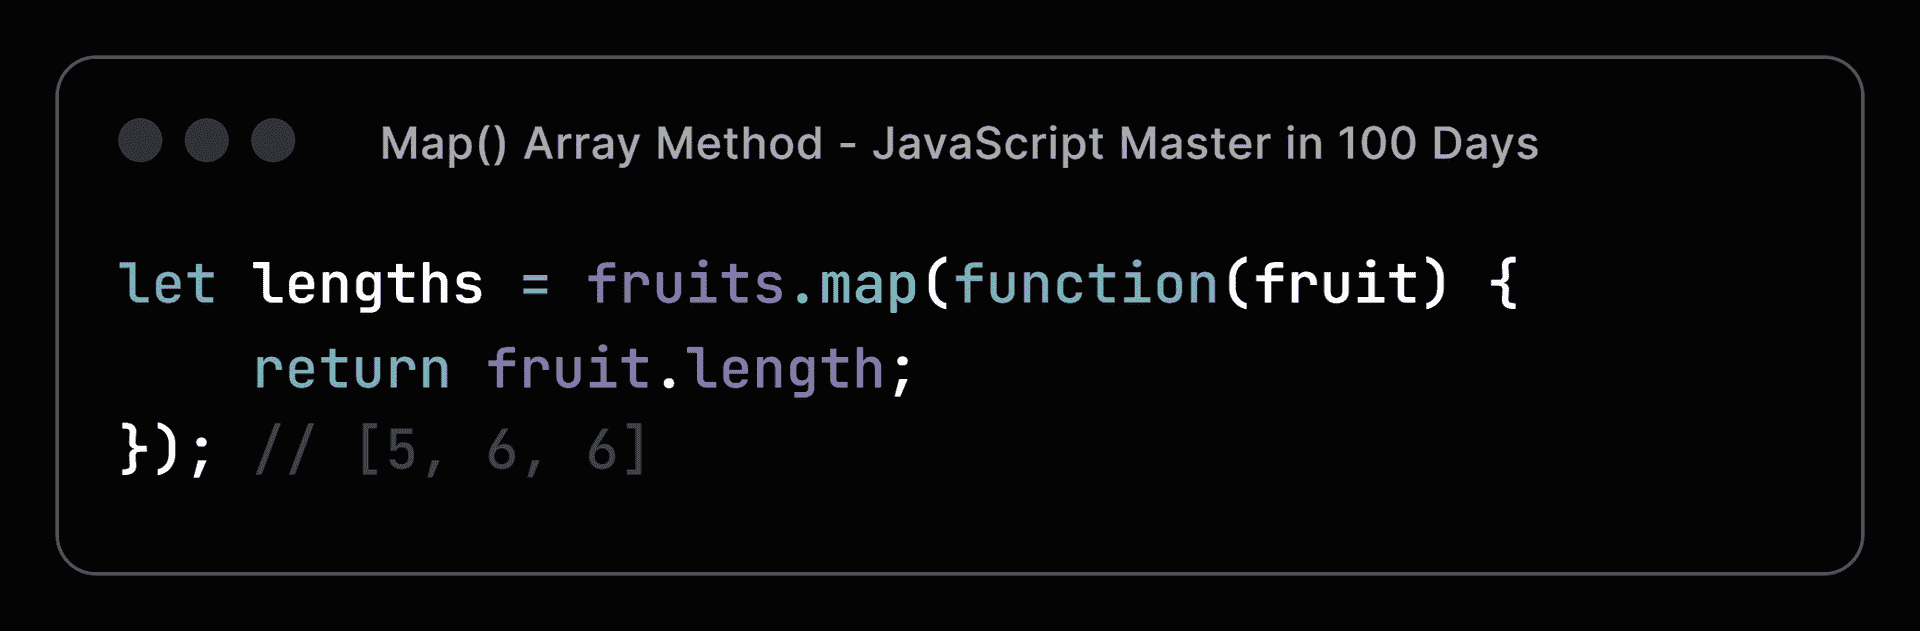 Map() Array Method - JavaScript Master in 100 Days
let lengths = fruits.map(function(fruit) {
    return fruit.length;
}); // [5, 6, 6]